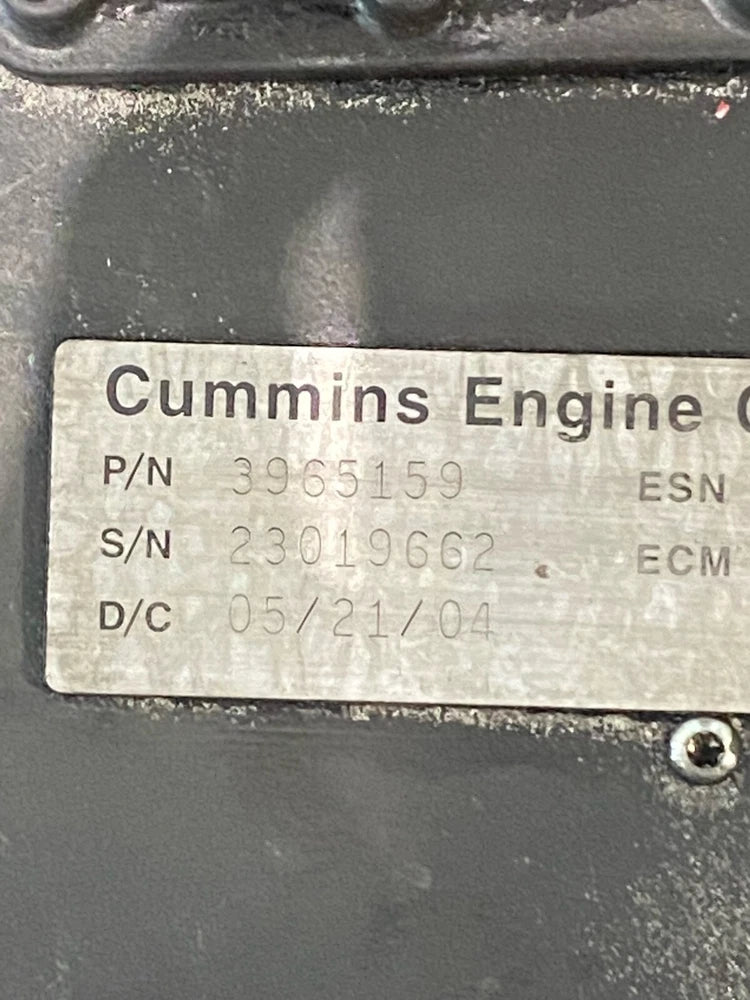 Cummins Engine C
P/N 3965159 ESN
S/N 23019662 ECM
D/C 05/21/04